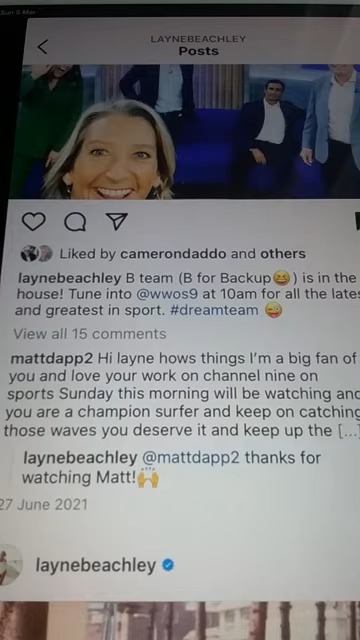 Sun 5 Mar
LAYNEBEACHLEY
Posts
Liked by camerondaddo and others
laynebeachley B team (B for Backup😆) is in the
house! Tune into @wwos9 at 10am for all the lates
and greatest in sport. #dreamteam 😜
View all 15 comments
mattdapp2 Hi layne hows things I'm a big fan of
you and love your work on channel nine on
sports Sunday this morning will be watching and
you are a champion surfer and keep on catching
those waves you deserve it and keep up the [...]
laynebeachley @mattdapp2 thanks for
watching Matt!🙌
27 June 2021
laynebeachley